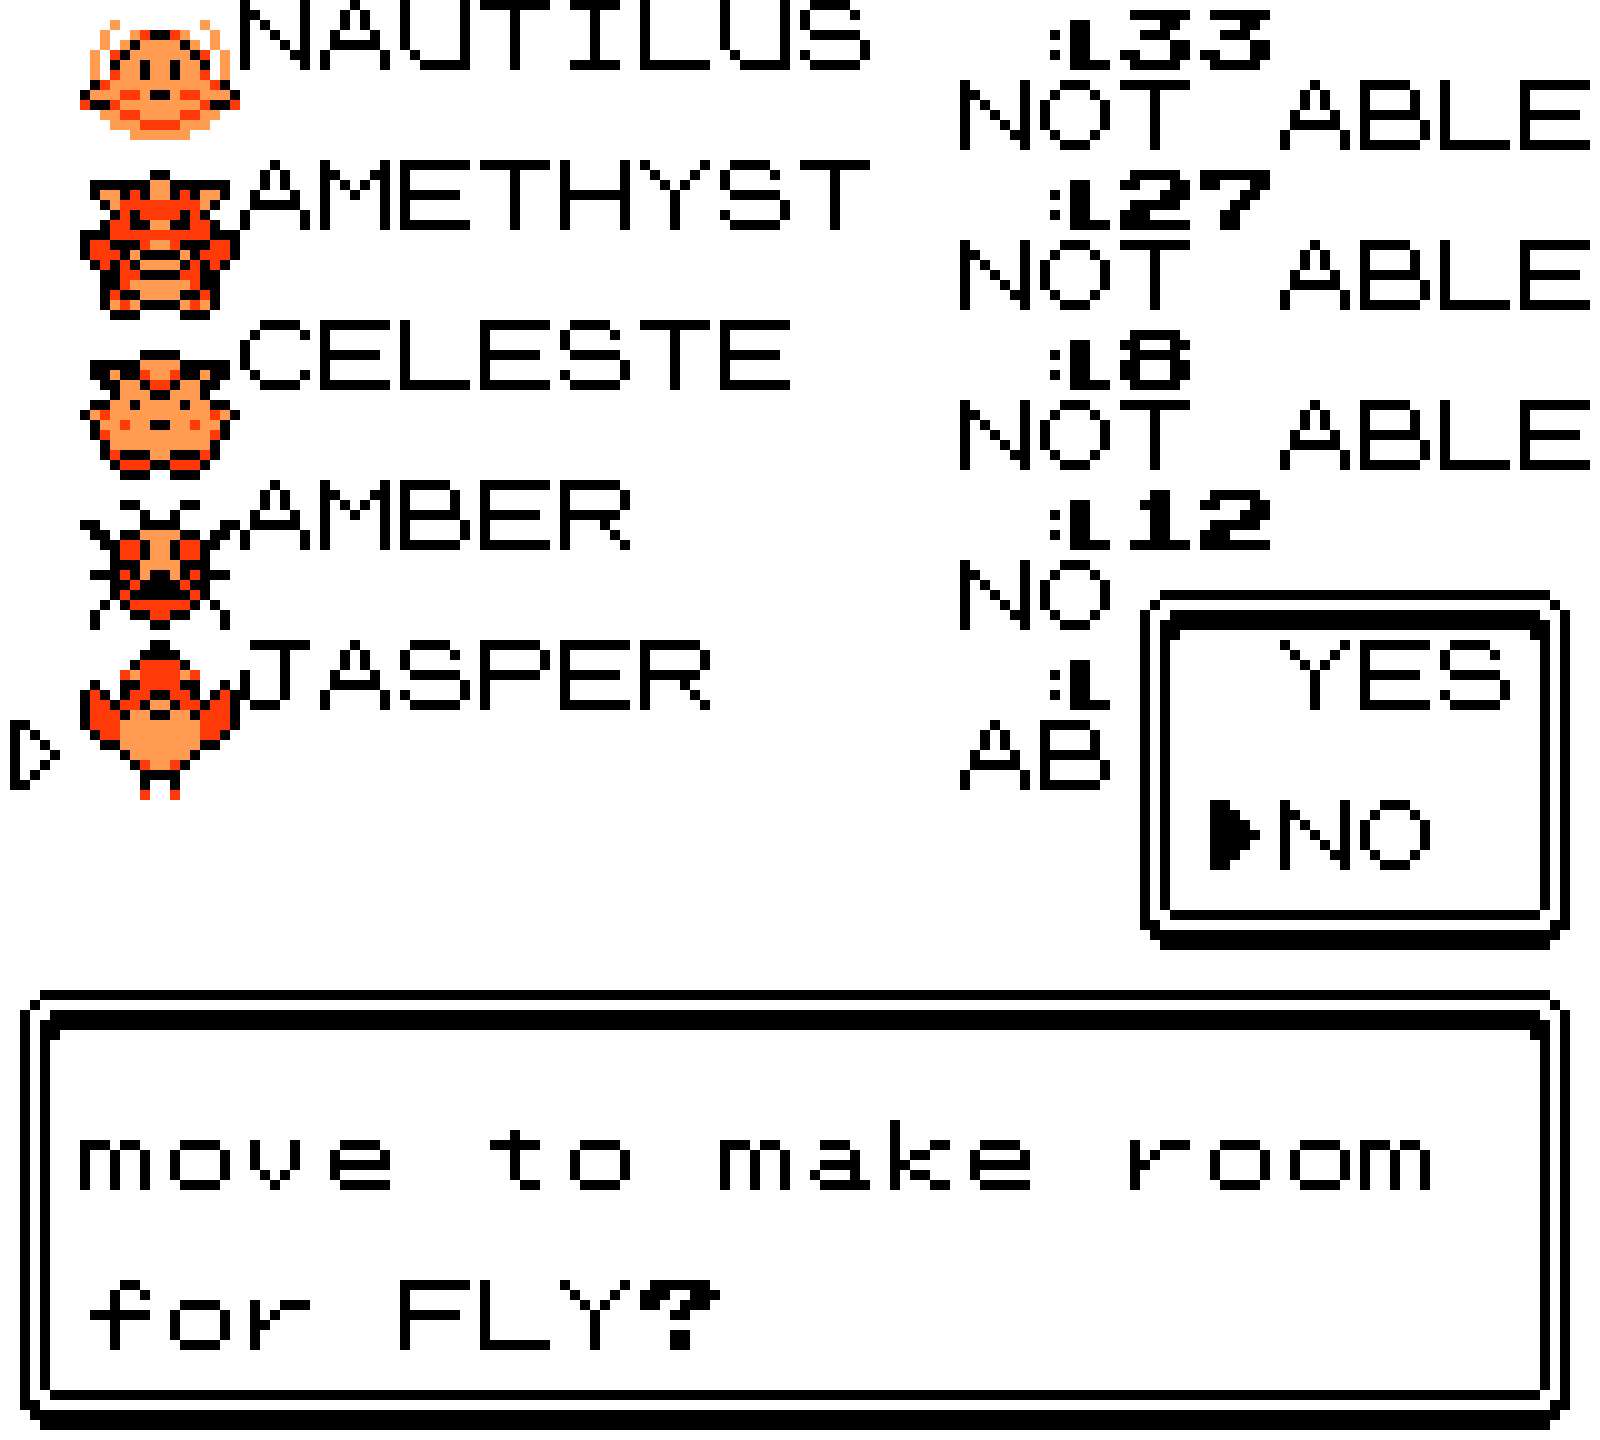 NAUTILUS :L33
NOT ABLE
AMETHYST :L27
NOT ABLE
CELESTE :L8
NOT ABLE
AMBER :L12
NO
JASPER :L
AB
YES
▶NO
move to make room
for FLY?